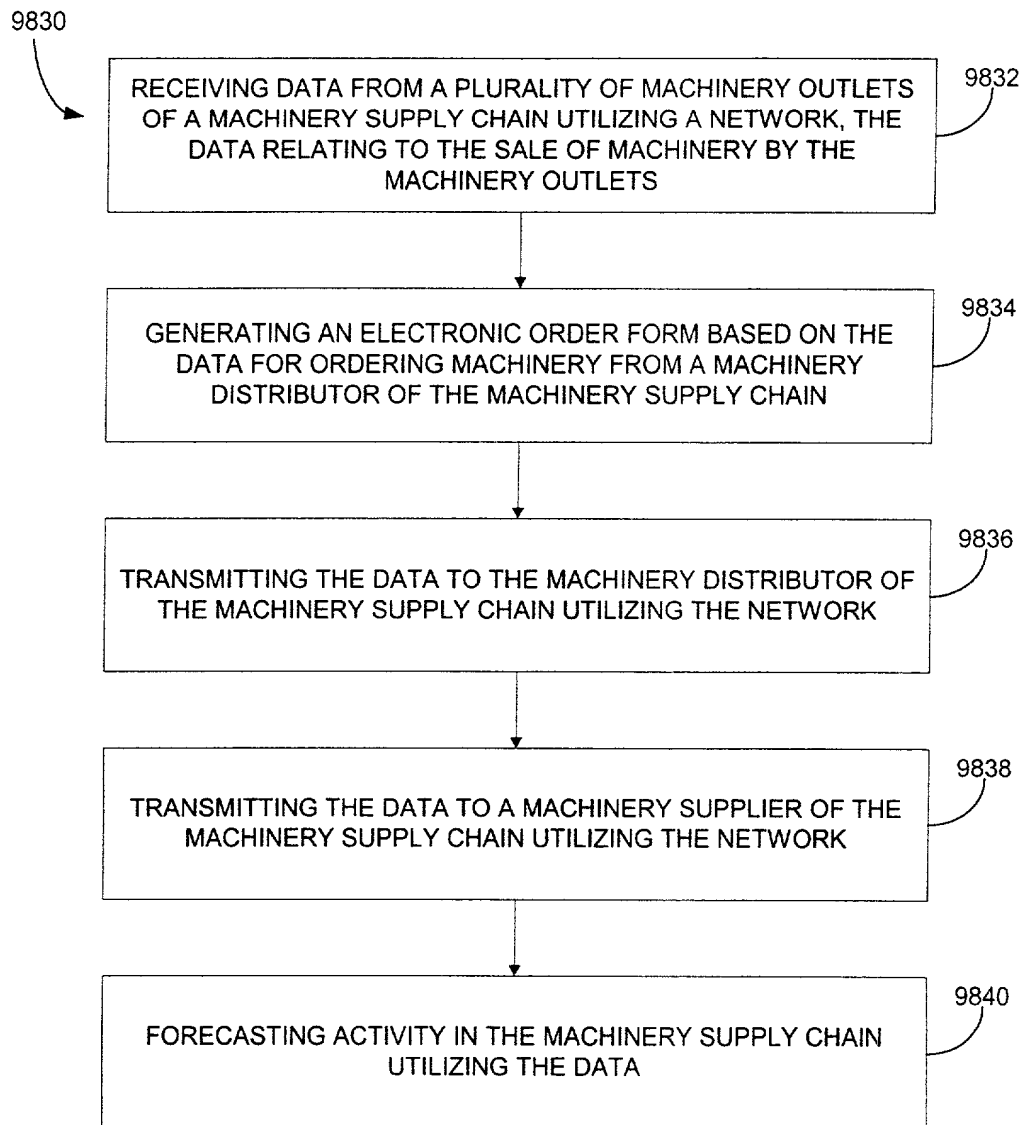 9830
RECEIVING DATA FROM A PLURALITY OF MACHINERY OUTLETS
OF A MACHINERY SUPPLY CHAIN UTILIZING A NETWORK, THE
DATA RELATING TO THE SALE OF MACHINERY BY THE
MACHINERY OUTLETS
9832
GENERATING AN ELECTRONIC ORDER FORM BASED ON THE
DATA FOR ORDERING MACHINERY FROM A MACHINERY
DISTRIBUTOR OF THE MACHINERY SUPPLY CHAIN
9834
TRANSMITTING THE DATA TO THE MACHINERY DISTRIBUTOR OF
THE MACHINERY SUPPLY CHAIN UTILIZING THE NETWORK
9836
TRANSMITTING THE DATA TO A MACHINERY SUPPLIER OF THE
MACHINERY SUPPLY CHAIN UTILIZING THE NETWORK
9838
FORECASTING ACTIVITY IN THE MACHINERY SUPPLY CHAIN
UTILIZING THE DATA
9840